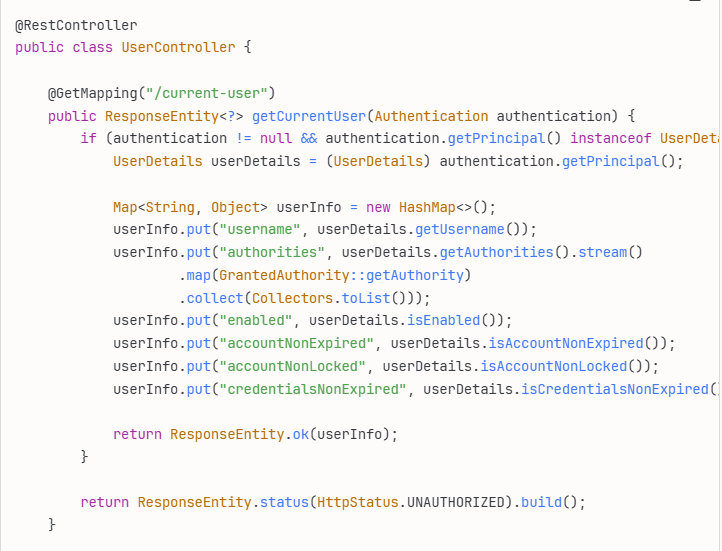 @RestController
public class UserController {
@GetMapping("/current-user")
public ResponseEntity<?> getCurrentUser(Authentication authentication) {
if (authentication != null && authentication.getPrincipal() instanceof UserDeta
UserDetails userDetails = (UserDetails) authentication.getPrincipal();
Map<String, Object> userInfo = new HashMap<>();
userInfo.put("username", userDetails.getUsername());
userInfo.put("authorities", userDetails.getAuthorities().stream()
.map(GrantedAuthority::getAuthority)
.collect(Collectors.toList()));
userInfo.put("enabled", userDetails.isEnabled());
userInfo.put("accountNonExpired", userDetails.isAccountNonExpired());
userInfo.put("accountNonLocked", userDetails.isAccountNonLocked());
userInfo.put("credentialsNonExpired", userDetails.isCredentialsNonExpired(
return ResponseEntity.ok(userInfo);
}
return ResponseEntity.status(HttpStatus.UNAUTHORIZED).build();
}